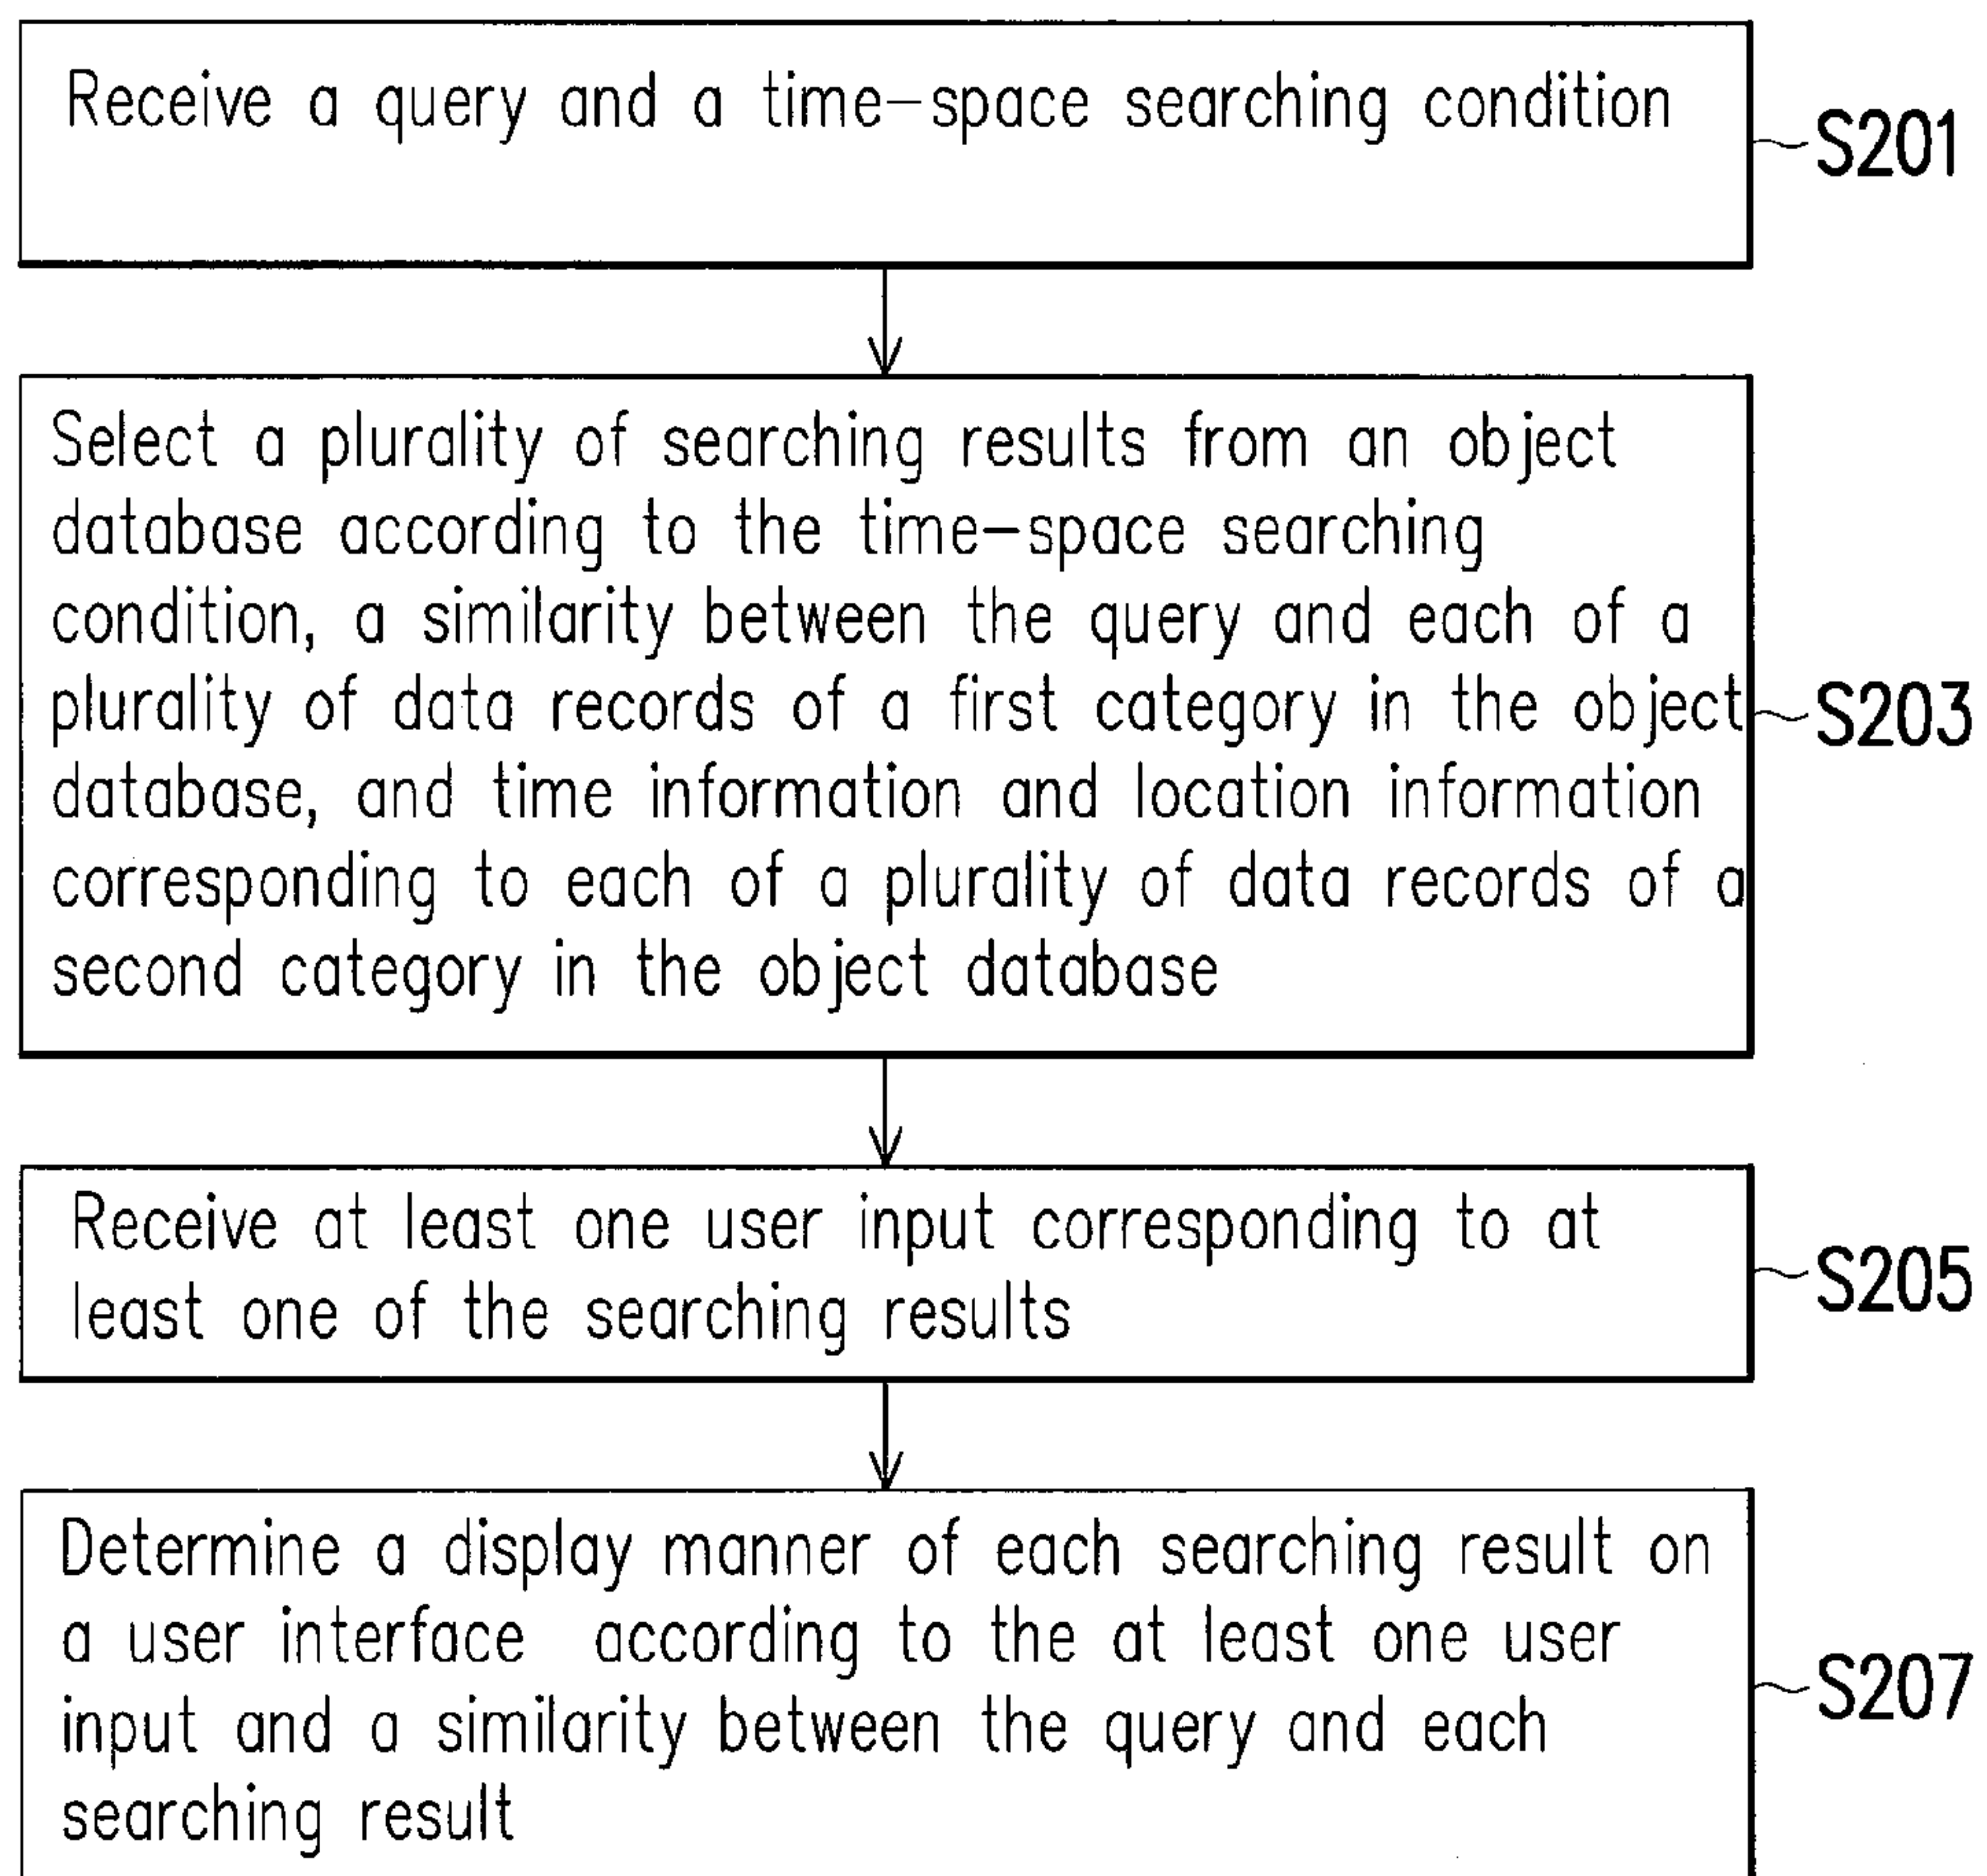 Receive a query and a time-space searching condition
S201
Select a plurality of searching results from an object
database according to the time-space searching
condition, a similarity between the query and each of a
plurality of data records of a first category in the object
database, and time information and location information
corresponding to each of a plurality of data records of a
second category in the object database
S203
Receive at least one user input corresponding to at
least one of the searching results
S205
Determine a display manner of each searching result on
a user interface according to the at least one user
input and a similarity between the query and each
searching result
S207